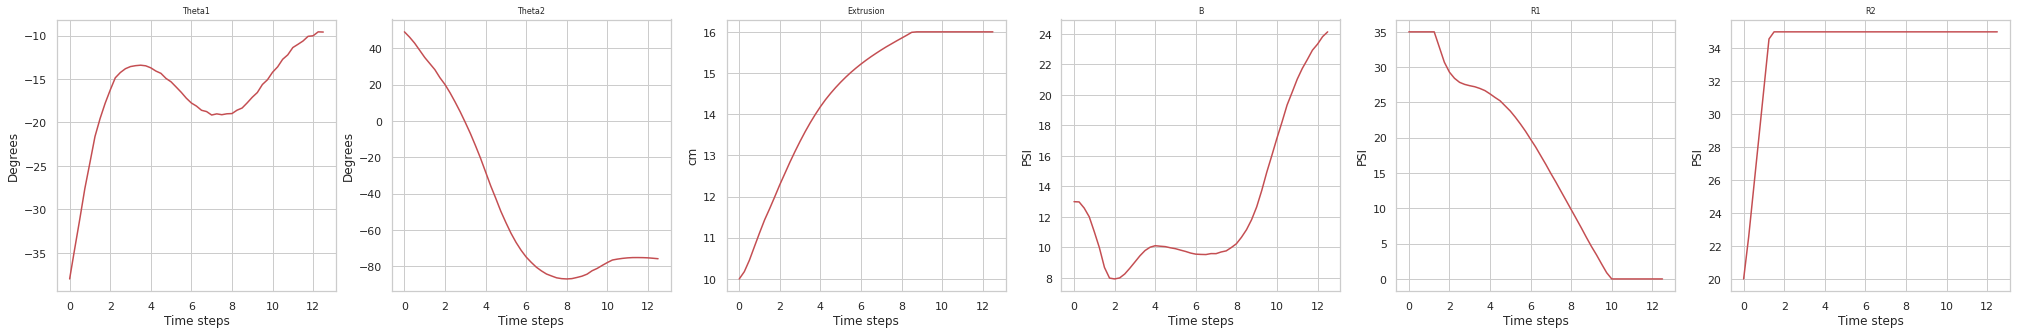 Theta1
Degrees
−10
−15
−20
−25
−30
−35
0 2 4 6 8 10 12
Time steps
Theta2
Degrees
40
20
0
−20
−40
−60
−80
0 2 4 6 8 10 12
Time steps
Extrusion
cm
16
15
14
13
12
11
10
0 2 4 6 8 10 12
Time steps
B
PSI
24
22
20
18
16
14
12
10
8
0 2 4 6 8 10 12
Time steps
R1
PSI
35
30
25
20
15
10
5
0
0 2 4 6 8 10 12
Time steps
R2
PSI
34
32
30
28
26
24
22
20
0 2 4 6 8 10 12
Time steps